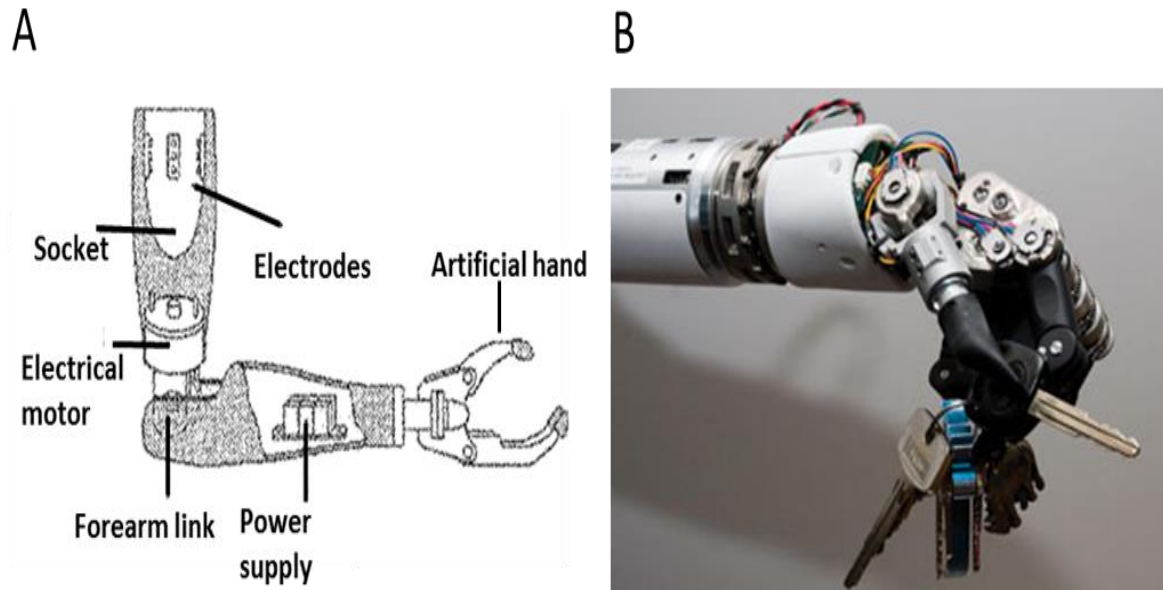 A
B
Socket
Electrodes
Artificial hand
Electrical
motor
Forearm link
Power
supply